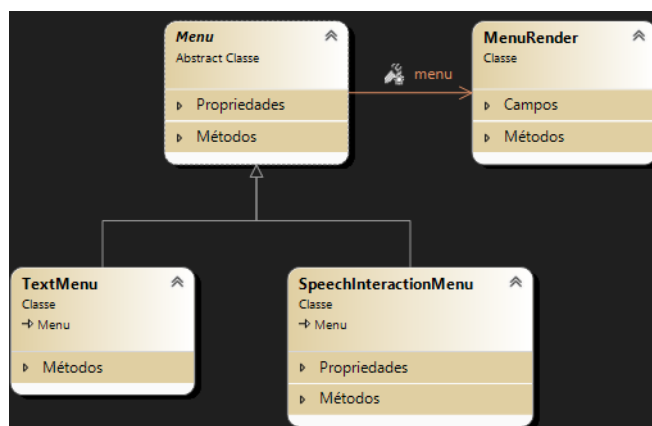 Menu
Abstract Classe
Propriedades
Métodos
menu
MenuRender
Classe
Campos
Métodos
TextMenu
Classe
Menu
Métodos
SpeechInteractionMenu
Classe
Menu
Propriedades
Métodos